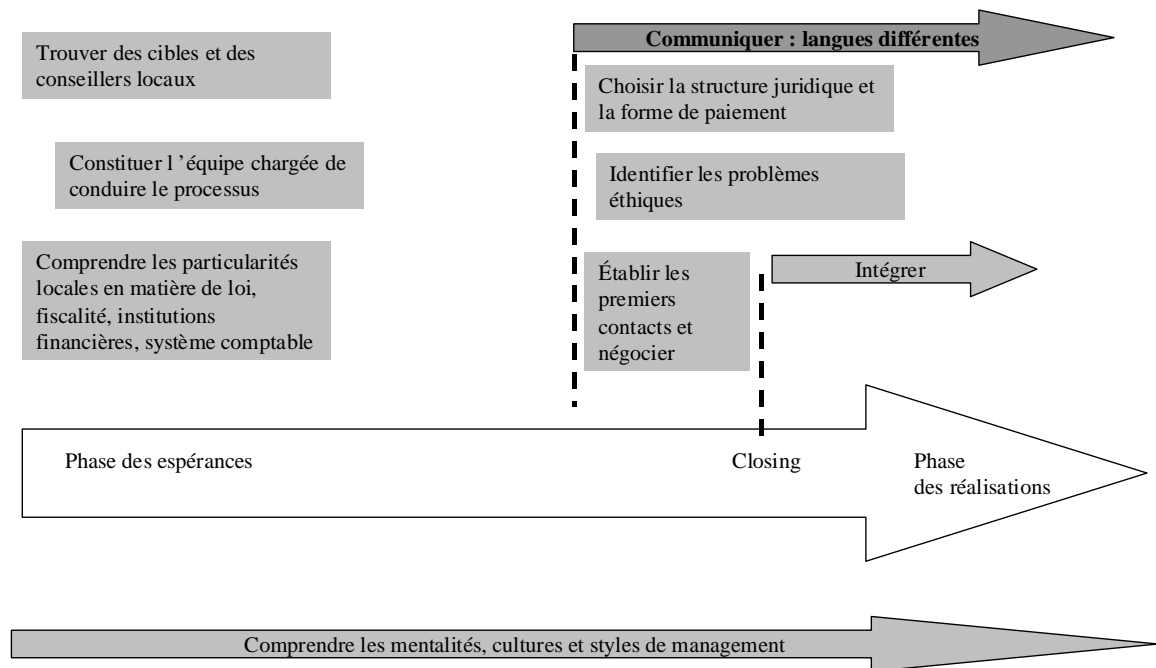 Communiquer : langues différentes
Trouver des cibles et des
conseillers locaux
Choisir la structure juridique et
la forme de paiement
Constituer l ’équipe chargée de
conduire le processus
Identifier les problèmes
éthiques
Comprendre les particularités
locales en matière de loi,
fiscalité, institutions
financières, système comptable
Établir les
premiers
contacts et
négocier
Intégrer
Phase des espérances
Closing
Phase
des réalisations
Comprendre les mentalités, cultures et styles de management